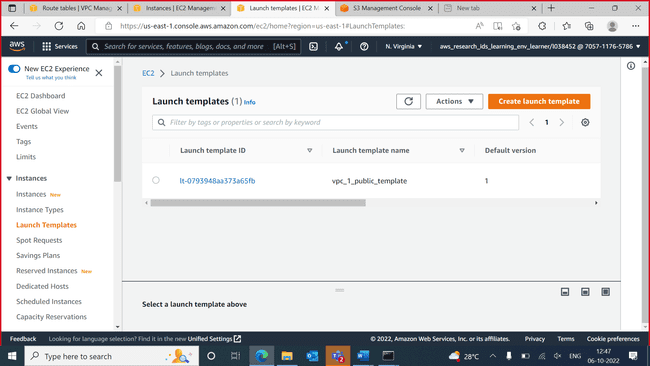 Route tables | VPC Manag
Instances | EC2 Managem
Launch templates | EC2 M
S3 Management Console
New tab
https://us-east-1.console.aws.amazon.com/ec2/home?region=us-east-1#LaunchTemplates:
aws
Services
Search for services, features, blogs, docs, and more
[Alt+S]
N. Virginia
aws_research_ids_learning_env_learner/l038452 @ 7057-1176-5786
New EC2 Experience
Tell us what you think
EC2 Dashboard
EC2 Global View
Events
Tags
Limits
Instances
Instances New
Instance Types
Launch Templates
Spot Requests
Savings Plans
Reserved Instances New
Dedicated Hosts
Scheduled Instances
Capacity Reservations
EC2
Launch templates
Launch templates (1) Info
Actions
Create launch template
Filter by tags or properties or search by keyword
1
Launch template ID
Launch template name
Default version
lt-0793948aa373a65fb
vpc_1_public_template
1
Select a launch template above
Feedback
Looking for language selection? Find it in the new Unified Settings
© 2022, Amazon Web Services, Inc. or its affiliates.
Privacy
Terms
Cookie preferences
Type here to search
28°C
ENG
12:47
06-10-2022